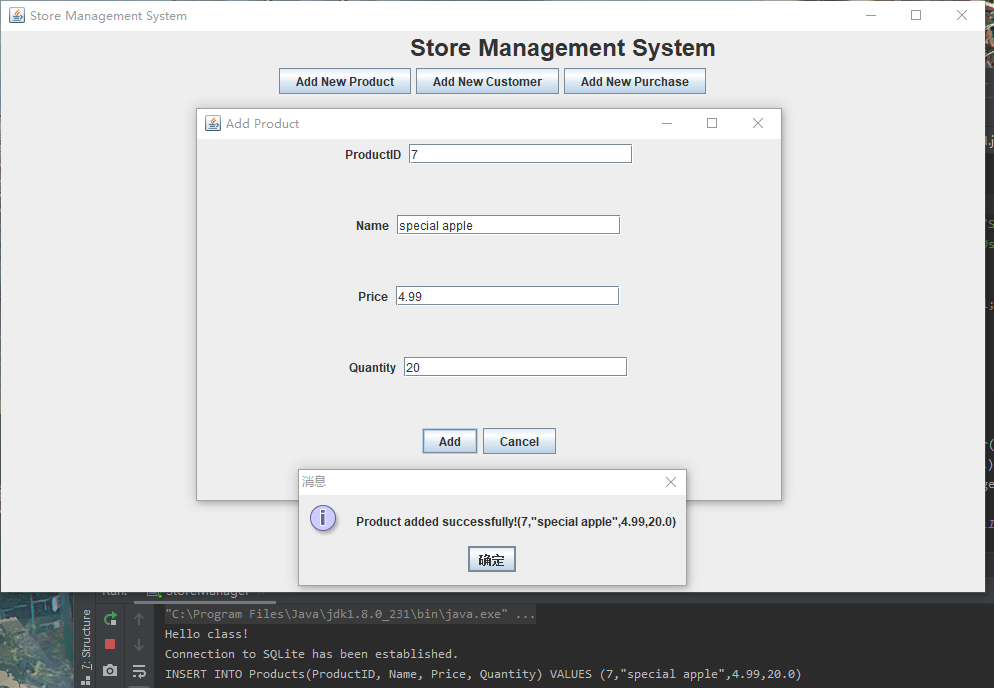 Store Management System
Store Management System
Add New Product
Add New Customer
Add New Purchase
Add Product
ProductID 7
Name special apple
Price 4.99
Quantity 20
Add
Cancel
消息
Product added successfully!(7,"special apple",4.99,20.0)
确定
7: Structure
"C:\Program Files\Java\jdk1.8.0_231\bin\java.exe" ...
Hello class!
Connection to SQLite has been established.
INSERT INTO Products(ProductID, Name, Price, Quantity) VALUES (7,"special apple",4.99,20.0)